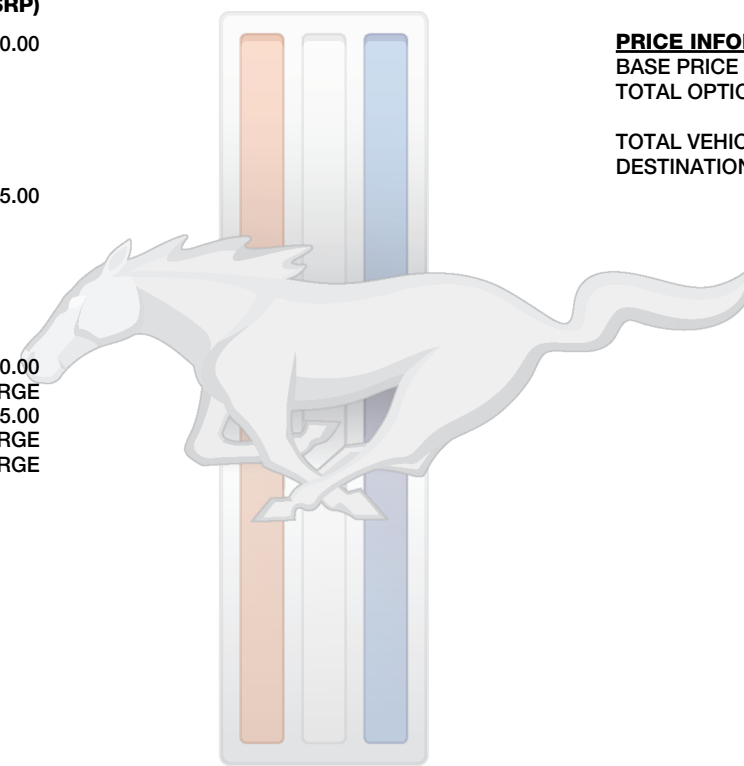 SRP)
0.00
5.00
0.00
RGE
5.00
RGE
RGE
PRICE INFO
BASE PRICE
TOTAL OPTIO
TOTAL VEHIC
DESTINATION